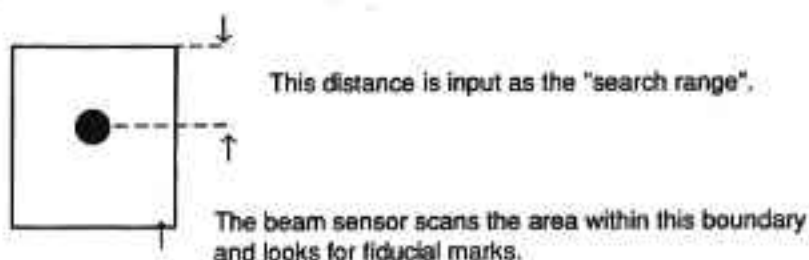 This distance is input as the "search range".
The beam sensor scans the area within this boundary
and looks for fiducial marks.